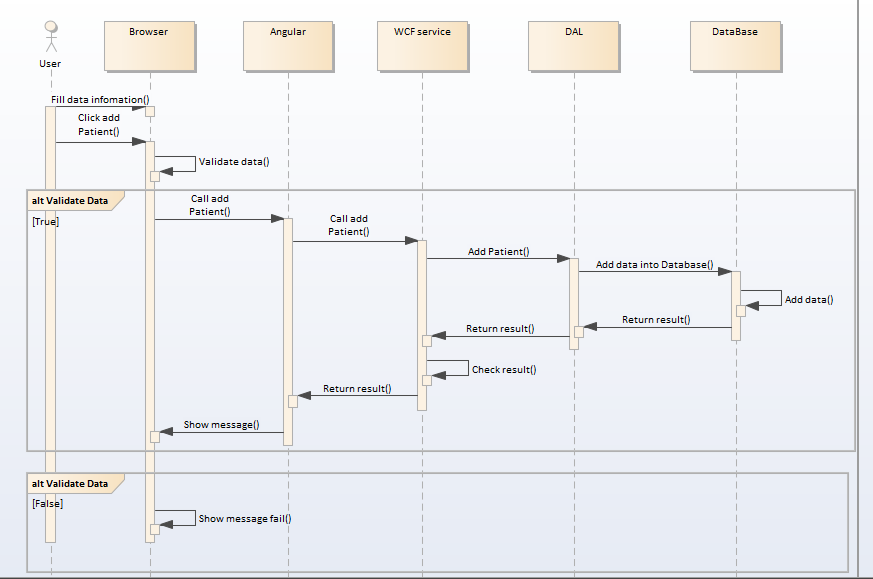 User
Browser
Angular
WCF service
DAL
DataBase
Fill data infomation()
Click add
Patient()
Validate data()
alt Validate Data
[True]
Call add
Patient()
Call add
Patient()
Add Patient()
Add data into Database()
Add data()
Return result()
Return result()
Check result()
Return result()
Show message()
alt Validate Data
[False]
Show message fail()